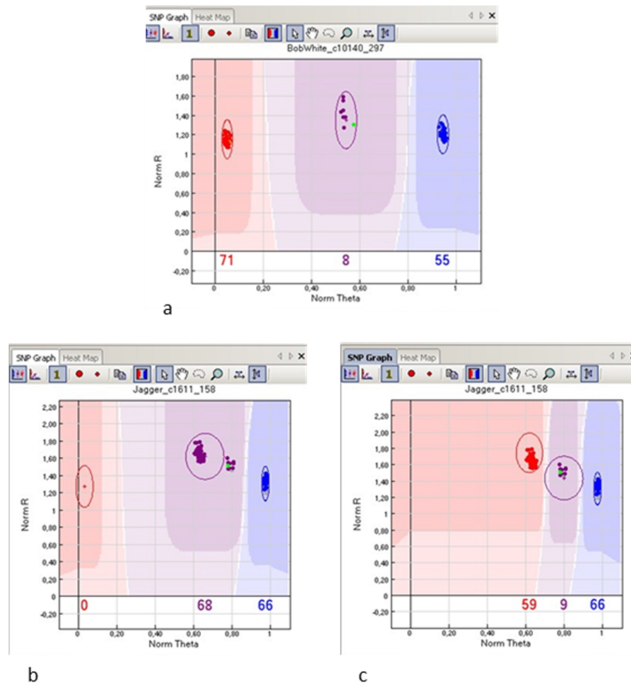 SNP Graph Heat Map
1
BobWhite_c10140_297
1,80
1,60
1,40
1,20
1
0,80
0,60
0,40
0,20
0
-0,20
Norm R
71 8 55
0 0,20 0,40 0,60 0,80 1
Norm Theta
a
SNP Graph Heat Map
1
Jagger_c1611_158
2,20
2
1,80
1,60
1,40
1,20
1
0,80
0,60
0,40
0,20
0
-0,20
Norm R
0 68 66
0 0,20 0,40 0,60 0,80 1
Norm Theta
b
SNP Graph Heat Map
1
Jagger_c1611_158
2,20
2
1,80
1,60
1,40
1,20
1
0,80
0,60
0,40
0,20
0
-0,20
Norm R
59 9 66
0 0,20 0,40 0,60 0,80 1
Norm Theta
c